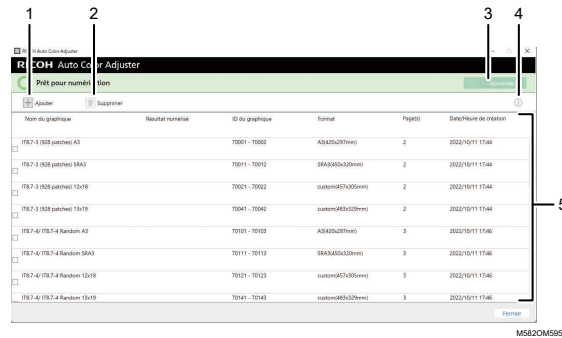 1 2 3 4
RICOH Auto Color Adjuster
RICOH Auto Color Adjuster
Prêt pour numérisation
Ajouter Supprimer
Nom du graphique Résultat numérisé ID du graphique Format Page(s) Date/Heure de création
IT8.7-3 (928 patches) A3 70001 - 70002 A3(420x297mm) 2 2022/10/11 17:44
IT8.7-3 (928 patches) SRA3 70011 - 70012 SRA3(450x320mm) 2 2022/10/11 17:44
IT8.7-3 (928 patches) 12x18 70021 - 70022 custom(457x305mm) 2 2022/10/11 17:44
IT8.7-3 (928 patches) 13x19 70041 - 70042 custom(483x329mm) 2 2022/10/11 17:44
5
IT8.7-4/ IT8.7-4 Random A3 70101 - 70103 A3(420x297mm) 3 2022/10/11 17:46
IT8.7-4/ IT8.7-4 Random SRA3 70111 - 70113 SRA3(450x320mm) 3 2022/10/11 17:46
IT8.7-4/ IT8.7-4 Random 12x18 70121 - 70123 custom(457x305mm) 3 2022/10/11 17:46
IT8.7-4/ IT8.7-4 Random 13x19 70141 - 70143 custom(483x329mm) 3 2022/10/11 17:46
Fermer
M582OM595